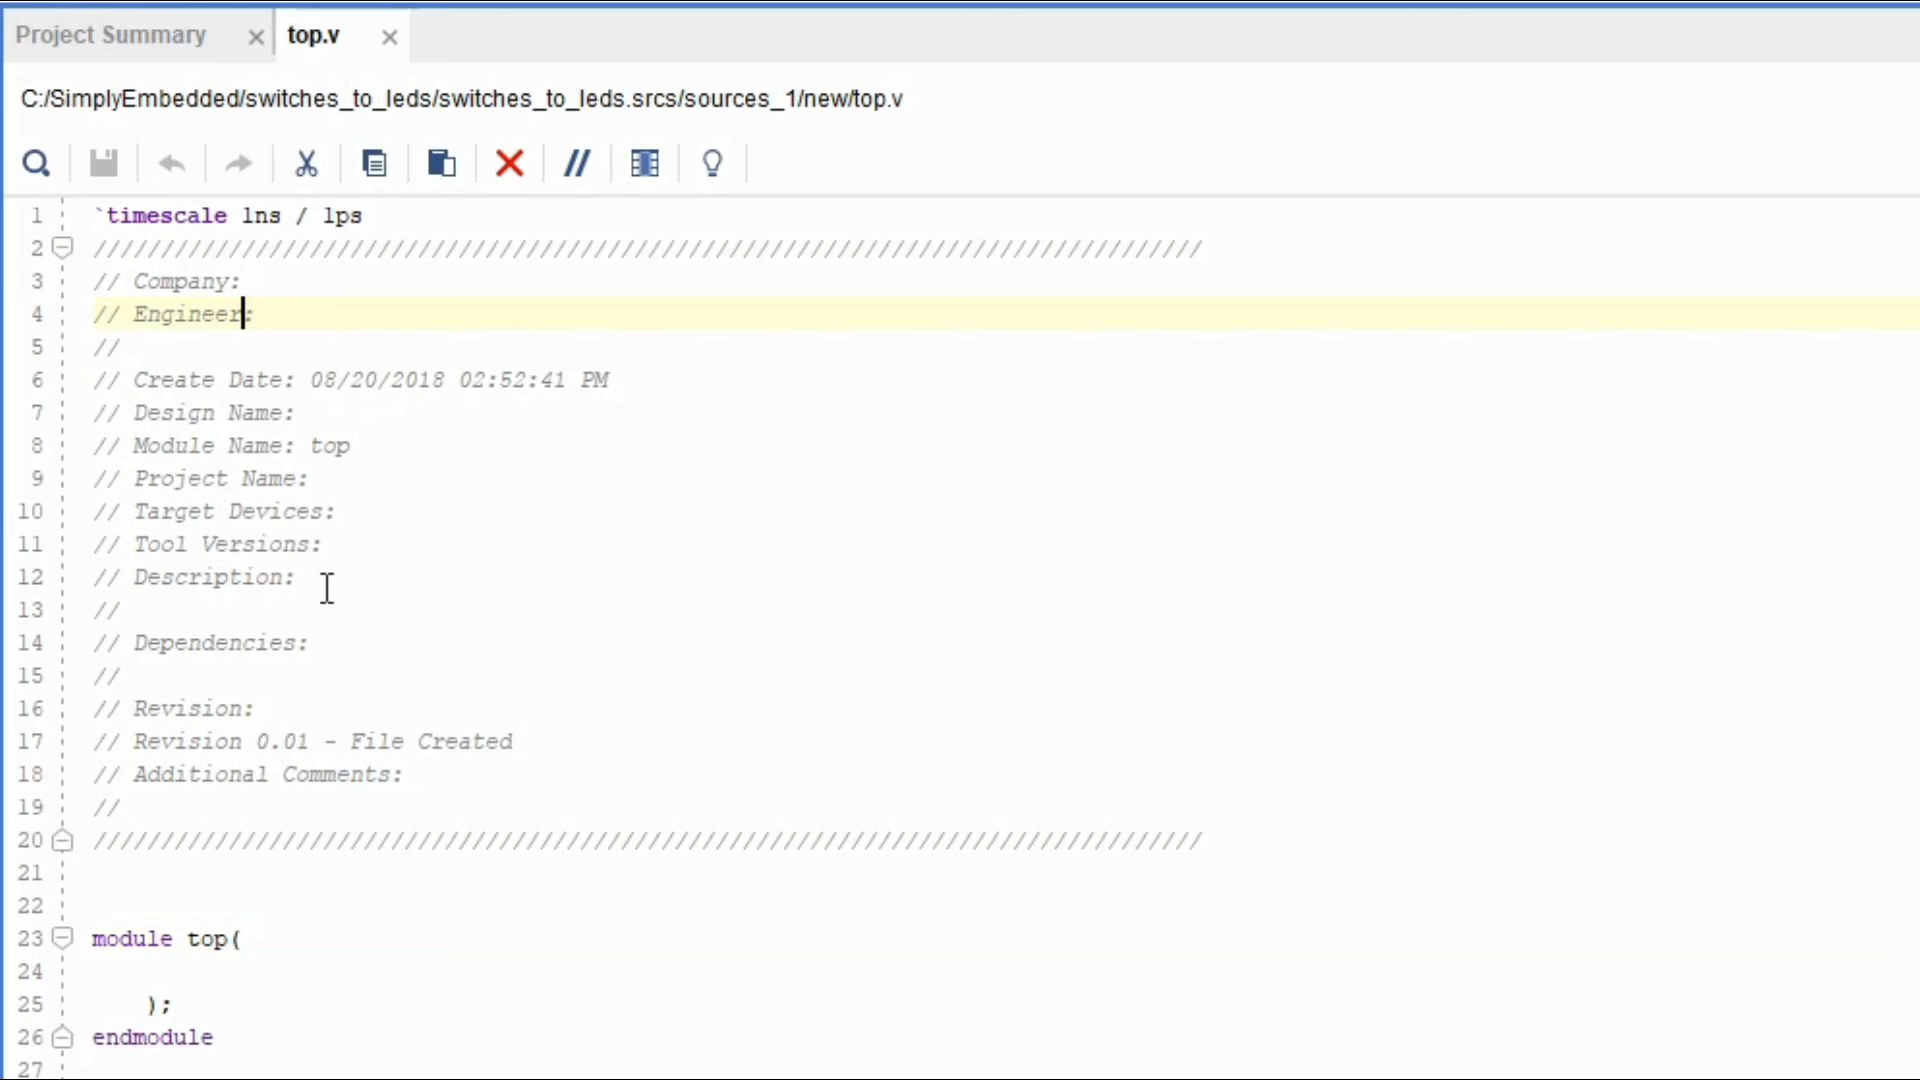 Project Summary
top.v
C:/SimplyEmbedded/switches_to_leds/switches_to_leds.srcs/sources_1/new/top.v
1 `timescale 1ns / 1ps
2 //////////////////////////////////////////////////////////////////////////////////
3 // Company:
4 // Engineer:
5 //
6 // Create Date: 08/20/2018 02:52:41 PM
7 // Design Name:
8 // Module Name: top
9 // Project Name:
10 // Target Devices:
11 // Tool Versions:
12 // Description:
13 //
14 // Dependencies:
15 //
16 // Revision:
17 // Revision 0.01 - File Created
18 // Additional Comments:
19 //
20 //////////////////////////////////////////////////////////////////////////////////
21
22
23 module top(
24
25 );
26 endmodule
27